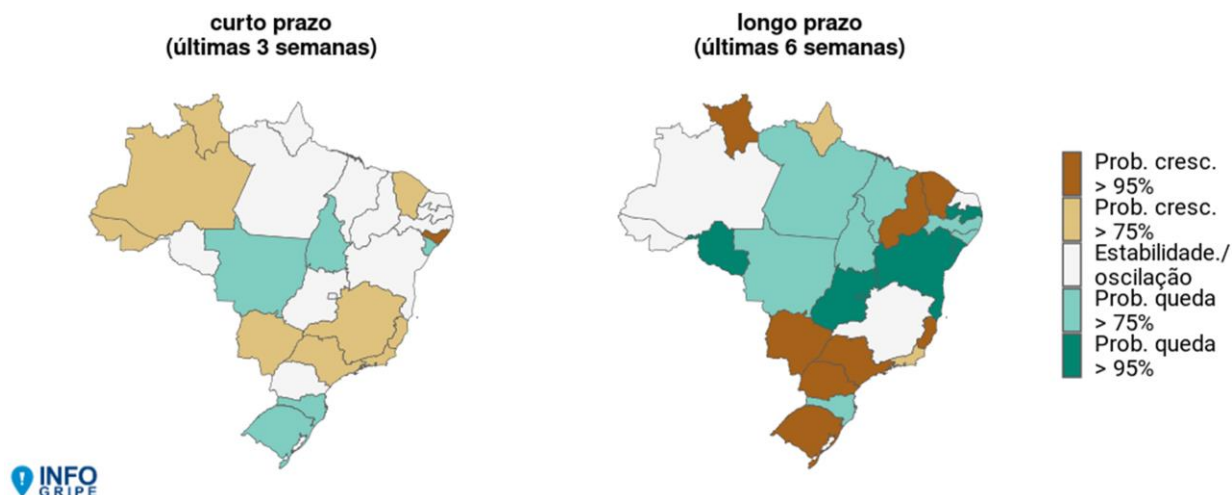 curto prazo
(últimas 3 semanas)
longo prazo
(últimas 6 semanas)
Prob. cresc.
> 95%
Prob. cresc.
> 75%
Estabilidade./
oscilação
Prob. queda
> 75%
Prob. queda
> 95%
INFO
GRIPE